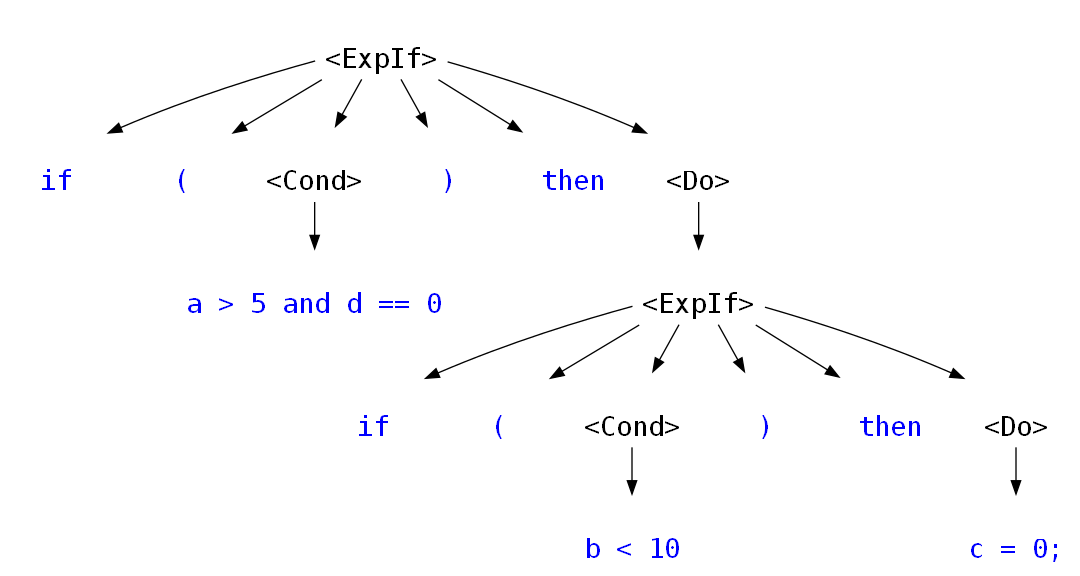 <ExpIf>
if ( <Cond> ) then <Do>
a > 5 and d == 0 <ExpIf>
if ( <Cond> ) then <Do>
b < 10 c = 0;